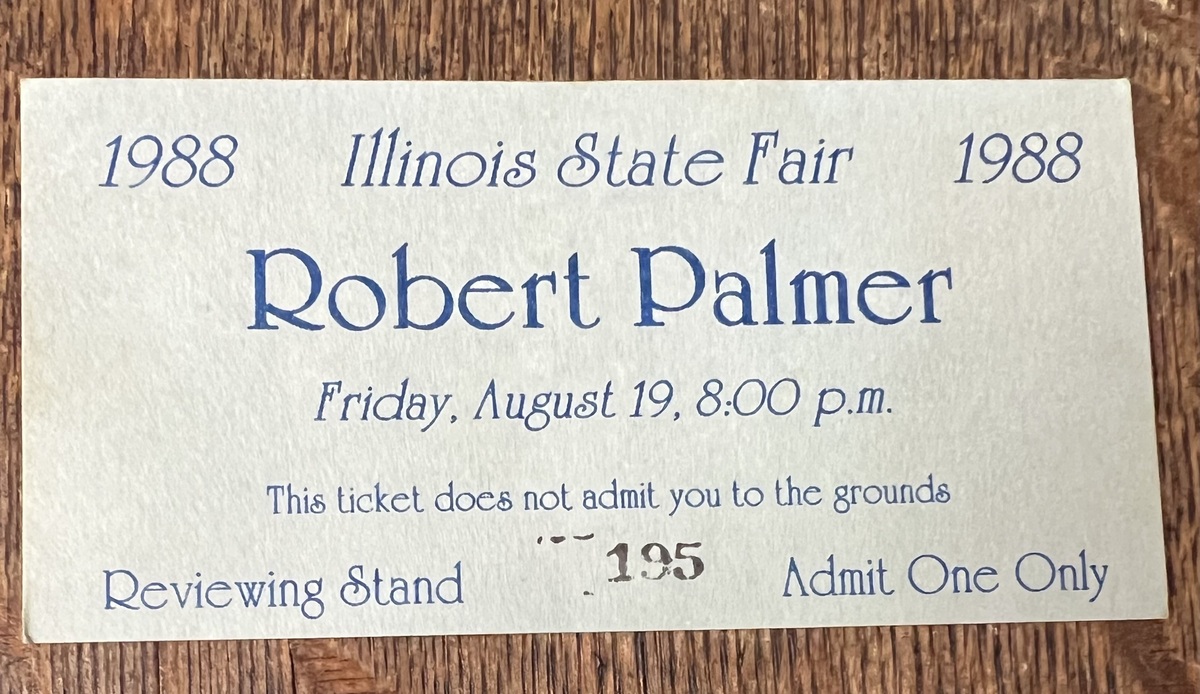 1988 Illinois State Fair 1988
Robert Palmer
Friday, August 19, 8:00 p.m.
This ticket does not admit you to the grounds
Reviewing Stand 195 Admit One Only